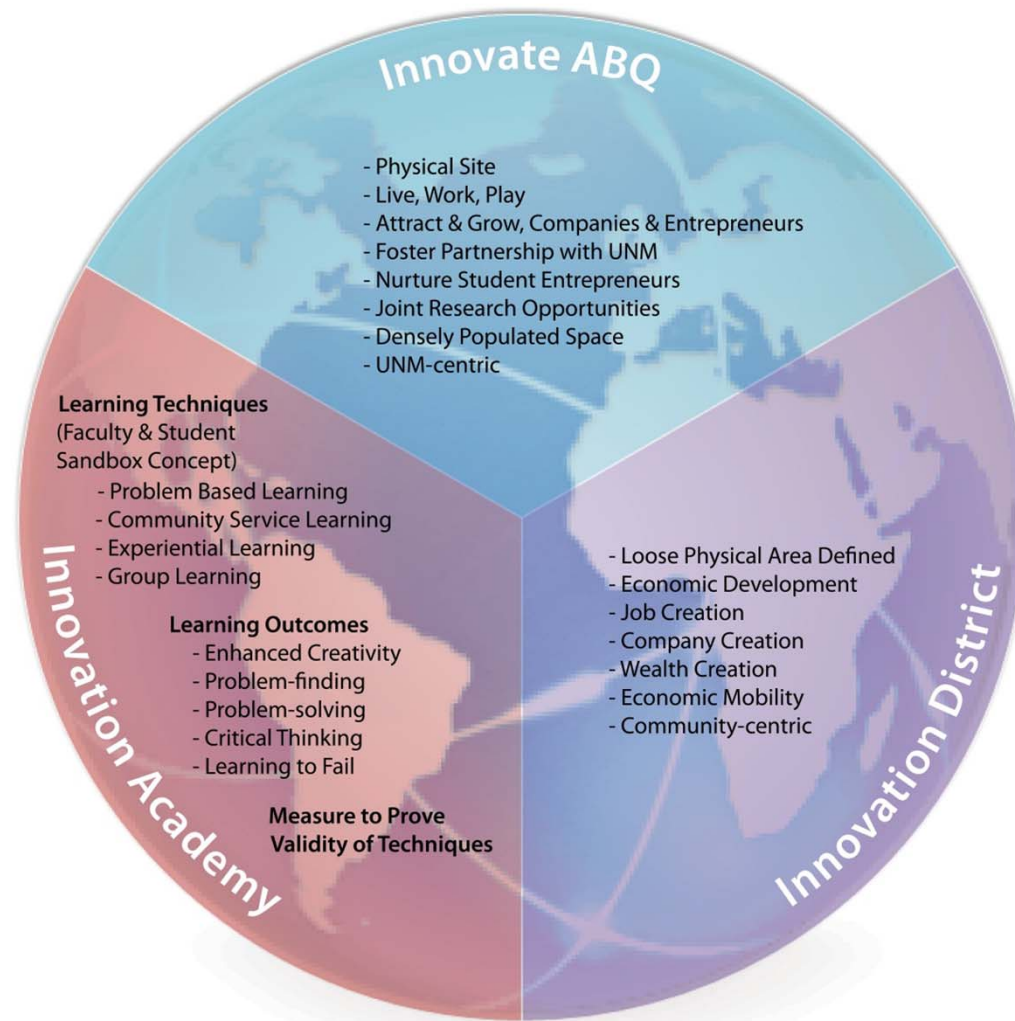 Innovate ABQ
- Physical Site
- Live, Work, Play
- Attract & Grow, Companies & Entrepreneurs
- Foster Partnership with UNM
- Nurture Student Entrepreneurs
- Joint Research Opportunities
- Densely Populated Space
- UNM-centric
Innovation Academy
Learning Techniques
(Faculty & Student
Sandbox Concept)
- Problem Based Learning
- Community Service Learning
- Experiential Learning
- Group Learning
Learning Outcomes
- Enhanced Creativity
- Problem-finding
- Problem-solving
- Critical Thinking
- Learning to Fail
Measure to Prove
Validity of Techniques
Innovation District
- Loose Physical Area Defined
- Economic Development
- Job Creation
- Company Creation
- Wealth Creation
- Economic Mobility
- Community-centric